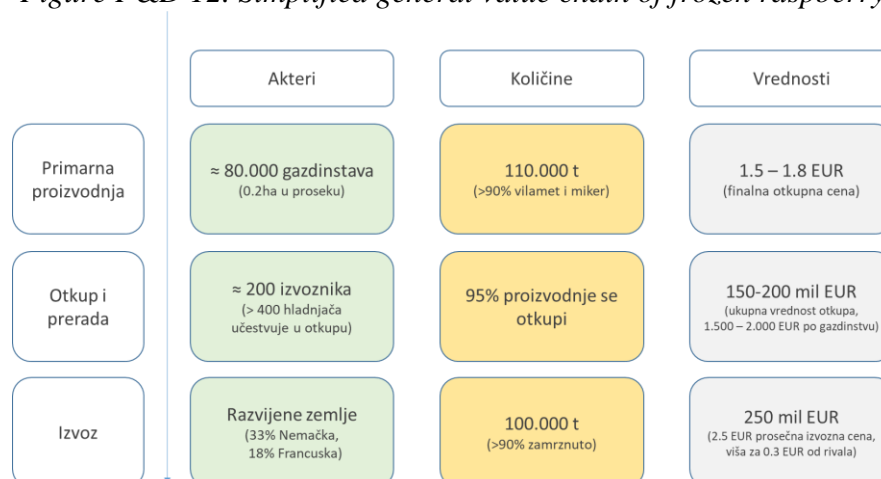 Figure P&D 12: Simplified general value chain of frozen raspberry
Akteri
Količine
Vrednosti
Primarna
proizvodnja
≈ 80.000 gazdinstava
(0.2ha u proseku)
110.000 t
(>90% vilamet i miker)
1.5 – 1.8 EUR
(finalna otkupna cena)
Otkup i
prerada
≈ 200 izvoznika
(> 400 hladnjača
učestvuje u otkupu)
95% proizvodnje se
otkupi
150-200 mil EUR
(ukupna vrednost otkupa,
1.500 – 2.000 EUR po gazdinstvu)
Izvoz
Razvijene zemlje
(33% Nemačka,
18% Francuska)
100.000 t
(>90% zamrznuto)
250 mil EUR
(2.5 EUR prosečna izvozna cena,
viša za 0.3 EUR od rivala)